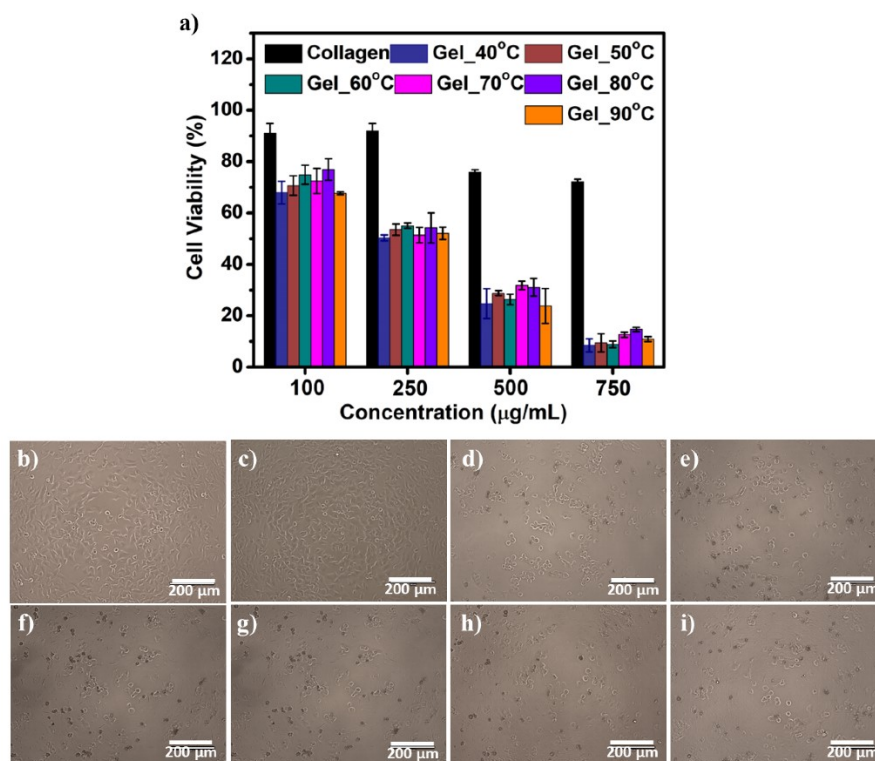 a)
120
100
80
60
40
20
0
Cell Viability (%)
Collagen Gel_40°C Gel_50°C
Gel_60°C Gel_70°C Gel_80°C
Gel_90°C
100 250 500 750
Concentration (μg/mL)
b) c) d) e)
200 μm 200 μm 200 μm 200 μm
f) g) h) i)
200 μm 200 μm 200 μm 200 μm